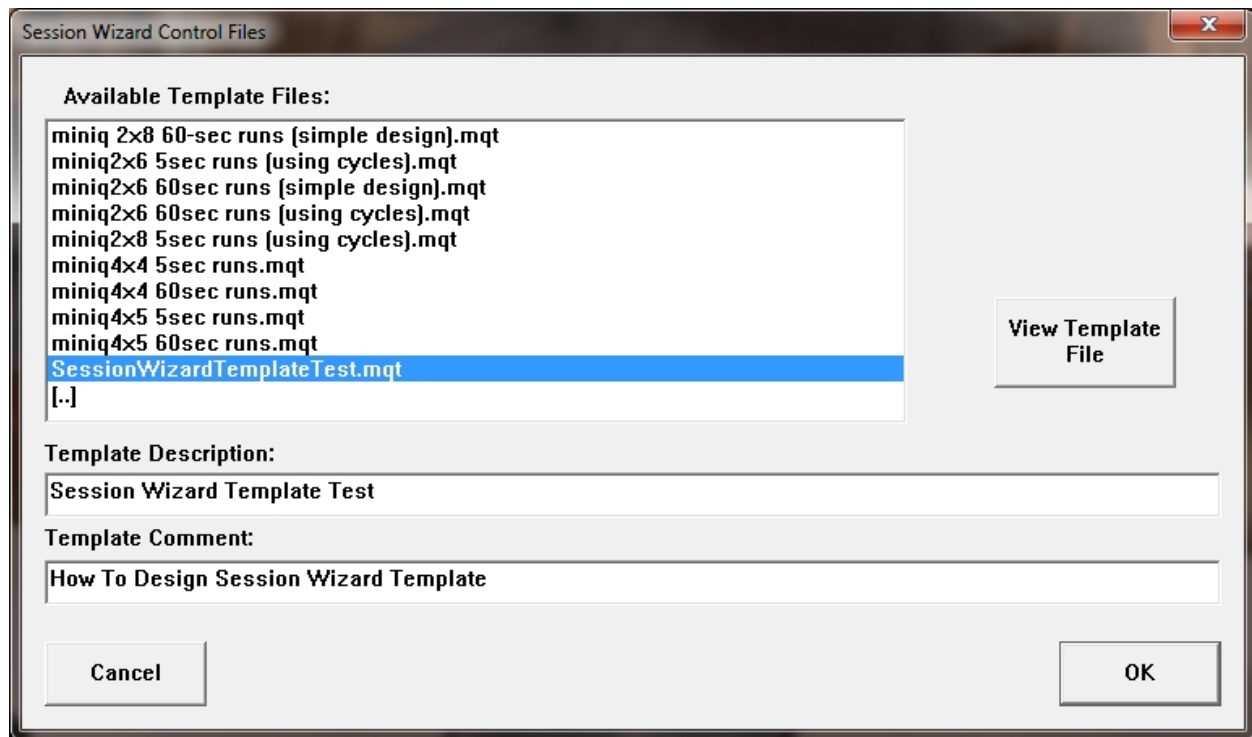 Session Wizard Control Files
Available Template Files:
miniq 2x8 60-sec runs (simple design).mqt
miniq2x6 5sec runs (using cycles).mqt
miniq2x6 60sec runs (simple design).mqt
miniq2x6 60sec runs (using cycles).mqt
miniq2x8 5sec runs (using cycles).mqt
miniq4x4 5sec runs.mqt
miniq4x4 60sec runs.mqt
miniq4x5 5sec runs.mqt
miniq4x5 60sec runs.mqt
SessionWizardTemplateTest.mqt
[..]
View Template
File
Template Description:
Session Wizard Template Test
Template Comment:
How To Design Session Wizard Template
Cancel
OK